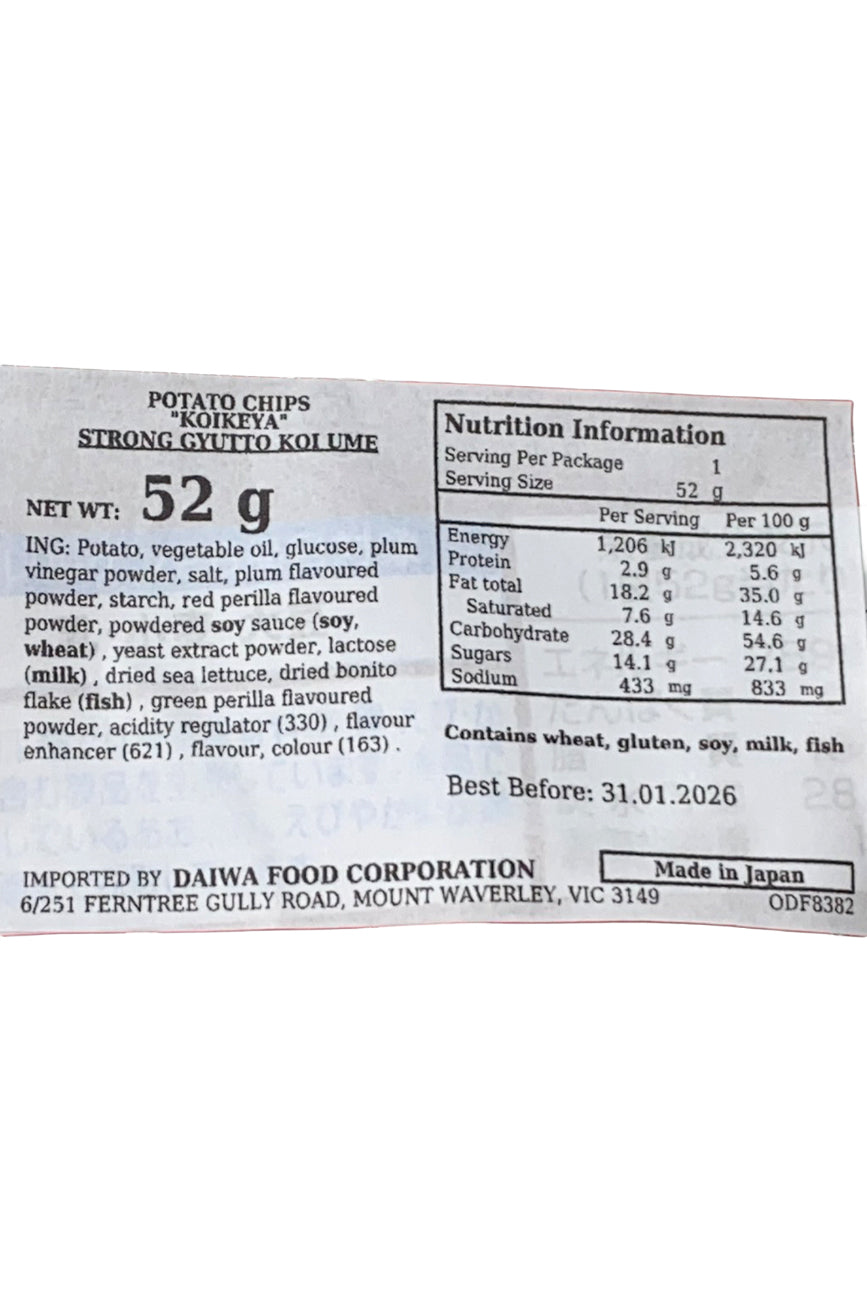 POTATO CHIPS
"KOIKEYA"
STRONG GYUTTO KOI UME
NET WT: 52 g
ING: Potato, vegetable oil, glucose, plum
vinegar powder, salt, plum flavoured
powder, starch, red perilla flavoured
powder, powdered soy sauce (soy,
wheat) , yeast extract powder, lactose
(milk) , dried sea lettuce, dried bonito
flake (fish) , green perilla flavoured
powder, acidity regulator (330) , flavour
enhancer (621) , flavour, colour (163) .
Nutrition Information
Serving Per Package 1
Serving Size 52 g
Per Serving Per 100 g
Energy 1,206 kJ 2,320 kJ
Protein 2.9 g 5.6 g
Fat total 18.2 g 35.0 g
Saturated 7.6 g 14.6 g
Carbohydrate 28.4 g 54.6 g
Sugars 14.1 g 27.1 g
Sodium 433 mg 833 mg
Contains wheat, gluten, soy, milk, fish
Best Before: 31.01.2026
IMPORTED BY DAIWA FOOD CORPORATION
6/251 FERNTREE GULLY ROAD, MOUNT WAVERLEY, VIC 3149
Made in Japan
ODF8382